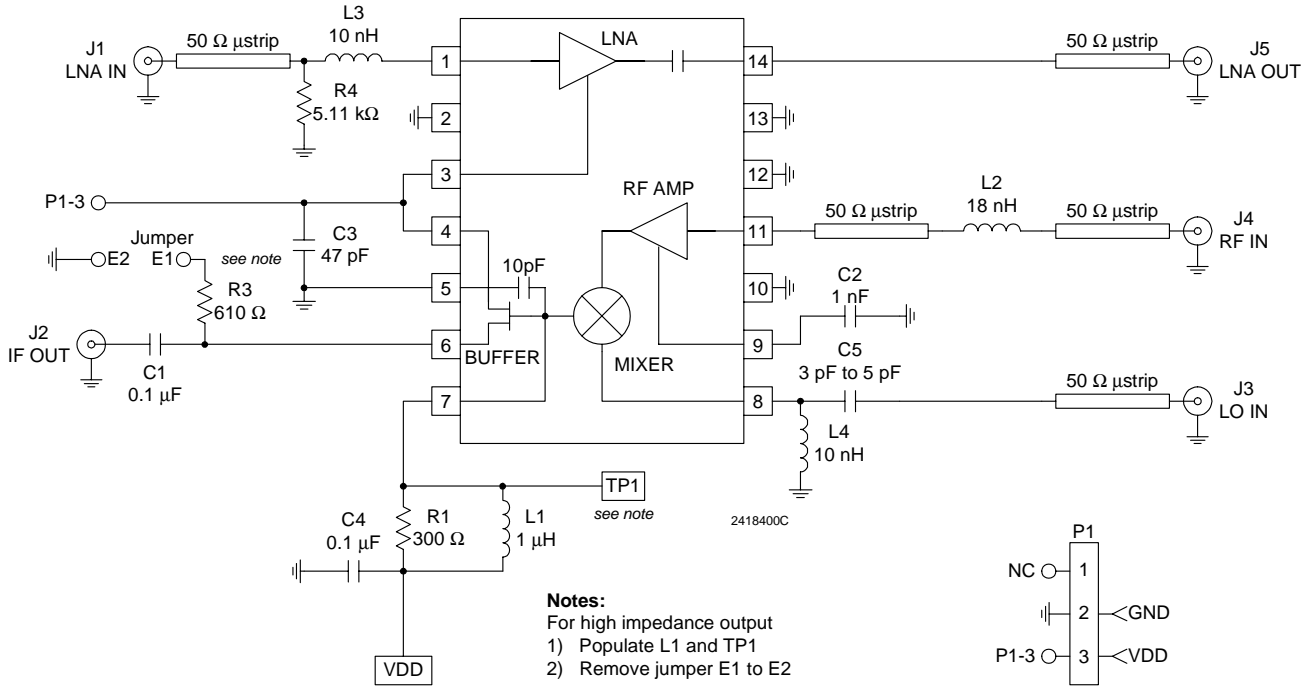 J1
LNA IN
50 Ω μstrip
L3
10 nH
R4
5.11 kΩ
LNA
50 Ω μstrip
J5
LNA OUT
1
2
3
4
5
6
7
14
13
12
11
10
9
8
P1-3
Jumper
E2
E1
see note
C3
47 pF
R3
610 Ω
J2
IF OUT
C1
0.1 μF
10pF
BUFFER
MIXER
RF AMP
50 Ω μstrip
L2
18 nH
50 Ω μstrip
J4
RF IN
C2
1 nF
C5
3 pF to 5 pF
50 Ω μstrip
J3
LO IN
L4
10 nH
TP1
see note
C4
0.1 μF
R1
300 Ω
L1
1 μH
VDD
2418400C
Notes:
For high impedance output
1) Populate L1 and TP1
2) Remove jumper E1 to E2
P1
NC 1
2 GND
P1-3 3 VDD